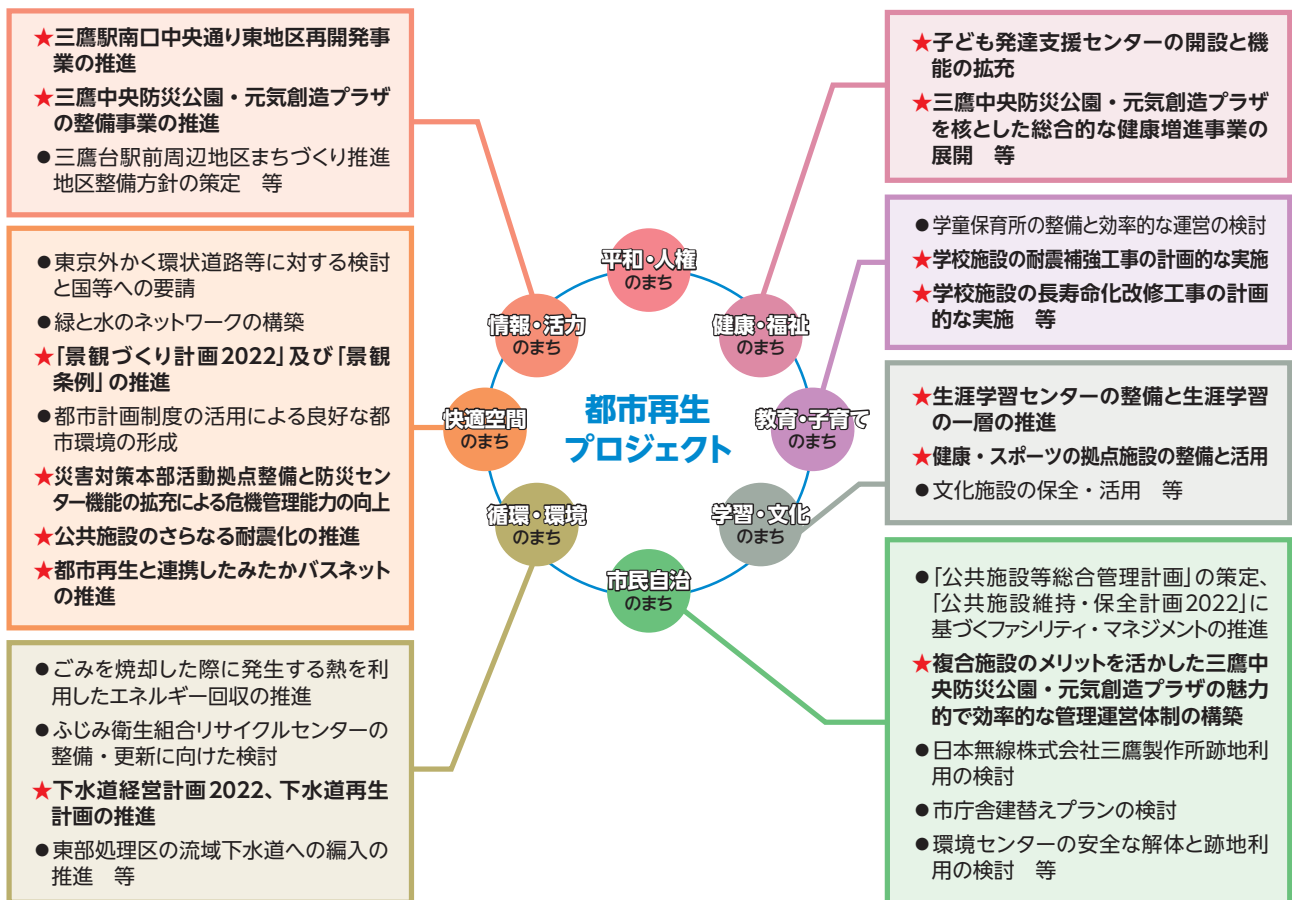 ★三鷹駅南口中央通り東地区再開発事
業の推進
★三鷹中央防災公園・元気創造プラザ
の整備事業の推進
●三鷹台駅前周辺地区まちづくり推進
地区整備方針の策定　等
●東京外かく環状道路等に対する検討
と国等への要請
●緑と水のネットワークの構築
★「景観づくり計画2022」及び「景観
条例」の推進
●都市計画制度の活用による良好な都
市環境の形成
★災害対策本部活動拠点整備と防災セン
ター機能の拡充による危機管理能力の向上
★公共施設のさらなる耐震化の推進
★都市再生と連携したみたかバスネット
の推進
●ごみを焼却した際に発生する熱を利
用したエネルギー回収の推進
●ふじみ衛生組合リサイクルセンターの
整備・更新に向けた検討
★下水道経営計画2022、下水道再生
計画の推進
●東部処理区の流域下水道への編入の
推進　等
平和・人権
のまち
情報・活力
のまち
健康・福祉
のまち
快適空間
のまち
都市再生
プロジェクト
教育・子育て
のまち
循環・環境
のまち
学習・文化
のまち
市民自治
のまち
★子ども発達支援センターの開設と機
能の拡充
★三鷹中央防災公園・元気創造プラザ
を核とした総合的な健康増進事業の
展開　等
●学童保育所の整備と効率的な運営の検討
★学校施設の耐震補強工事の計画的な実施
★学校施設の長寿命化改修工事の計画
的な実施　等
★生涯学習センターの整備と生涯学習
の一層の推進
★健康・スポーツの拠点施設の整備と活用
●文化施設の保全・活用　等
●「公共施設等総合管理計画」の策定、
「公共施設維持・保全計画2022」に
基づくファシリティ・マネジメントの推進
★複合施設のメリットを活かした三鷹中
央防災公園・元気創造プラザの魅力
的で効率的な管理運営体制の構築
●日本無線株式会社三鷹製作所跡地利
用の検討
●市庁舎建替えプランの検討
●環境センターの安全な解体と跡地利
用の検討　等